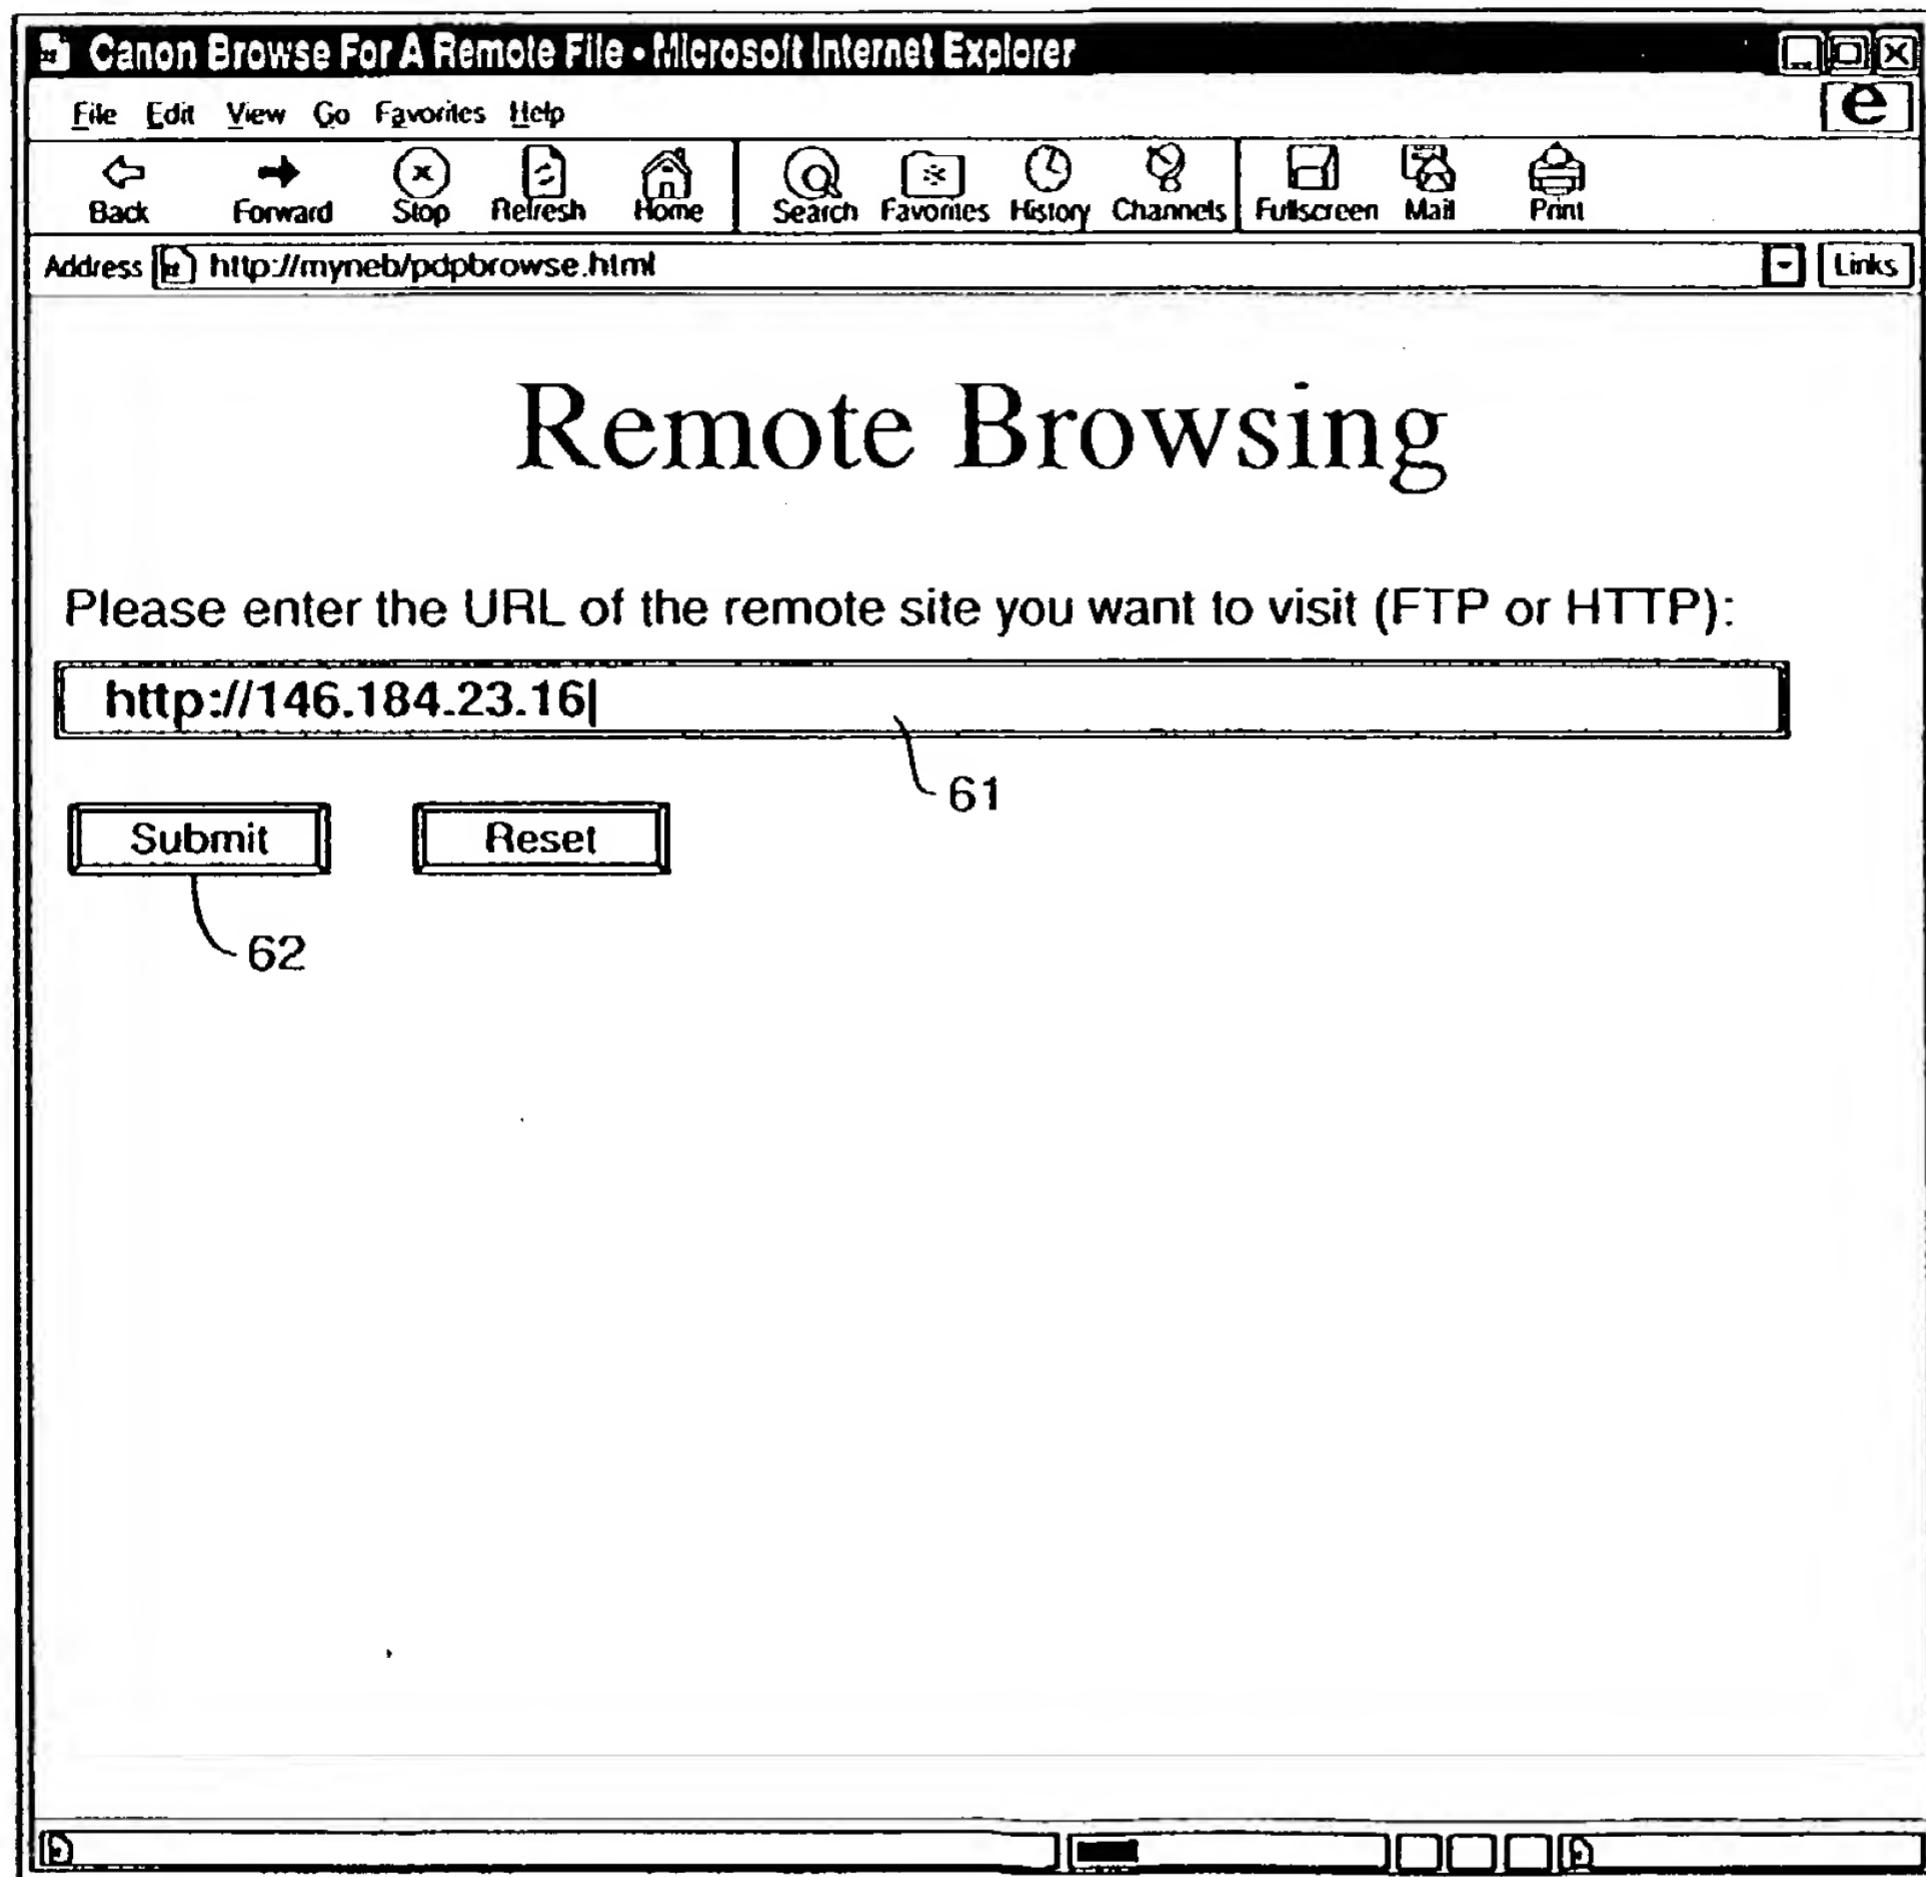 Canon Browse For A Remote File • Microsoft Internet Explorer
File Edit View Go Favorites Help
Back Forward Stop Refresh Home Search Favorites History Channels Fullscreen Mail Print
Address http://myneb/pdpbrowse.html Links
Remote Browsing
Please enter the URL of the remote site you want to visit (FTP or HTTP):
http://146.184.23.16
61
Submit Reset
62